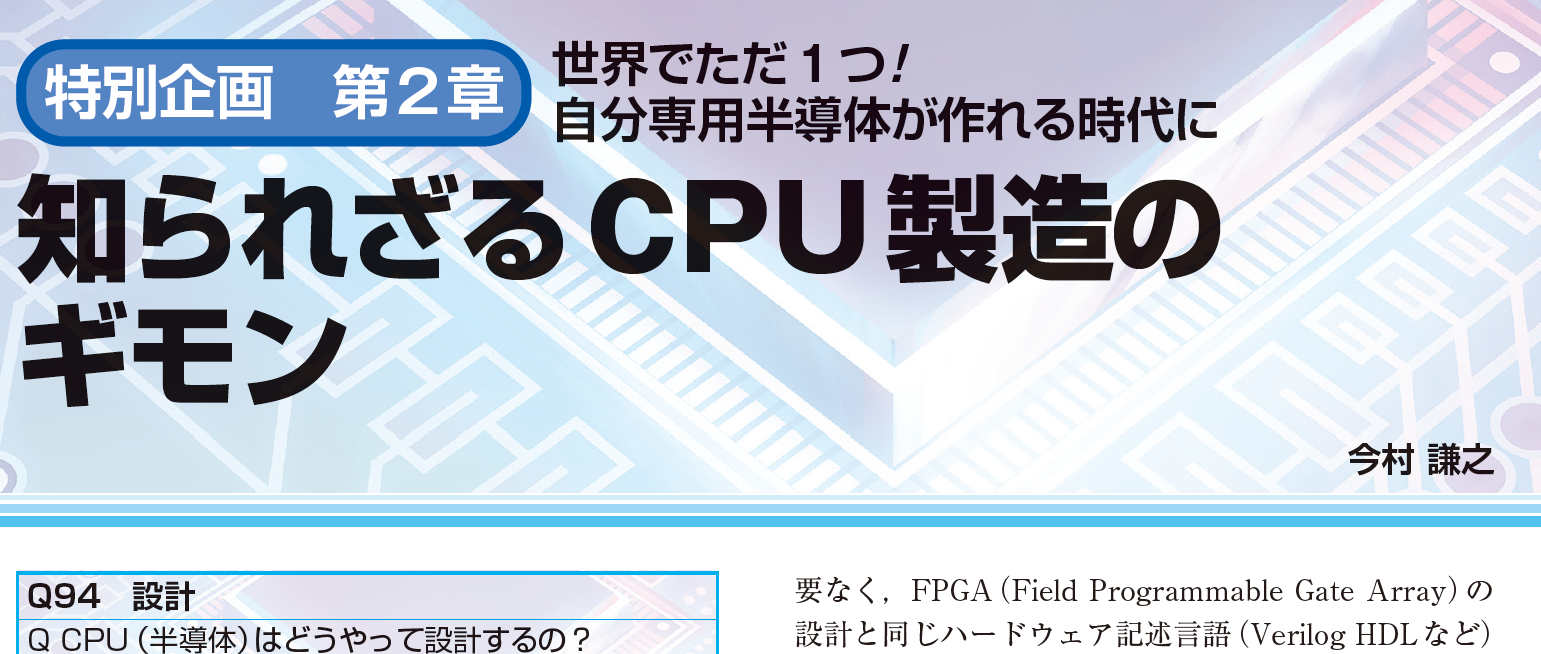 特別企画　第2章
世界でただ1つ!
自分専用半導体が作れる時代に
知られざるCPU製造の
ギモン
今村 謙之
Q94　設計
Q CPU(半導体)はどうやって設計するの?
要なく，FPGA(Field Programmable Gate Array)の
設計と同じハードウェア記述言語(Verilog HDLなど)